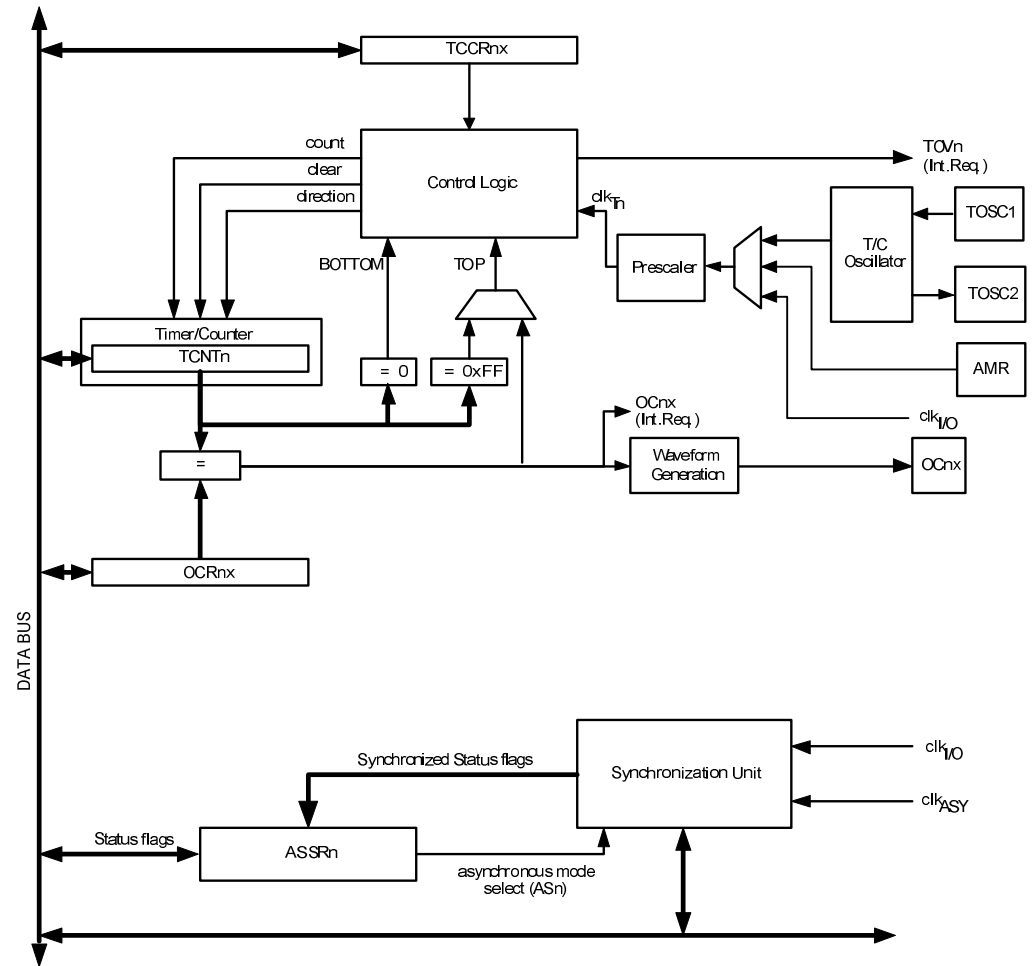 TCCRnx
count
clear
direction
Control Logic
TOVn
(Int.Req.)
clkTn
TOSC1
T/C
Oscillator
TOSC2
Prescaler
BOTTOM
TOP
Timer/Counter
TCNTn
= 0
= 0xFF
AMR
OCnx
(Int.Req.)
clkI/O
=
Waveform
Generation
OCnx
OCRnx
DATA BUS
Synchronized Status flags
Synchronization Unit
clkI/O
clkASY
Status flags
ASSRn
asynchronous mode
select (ASn)